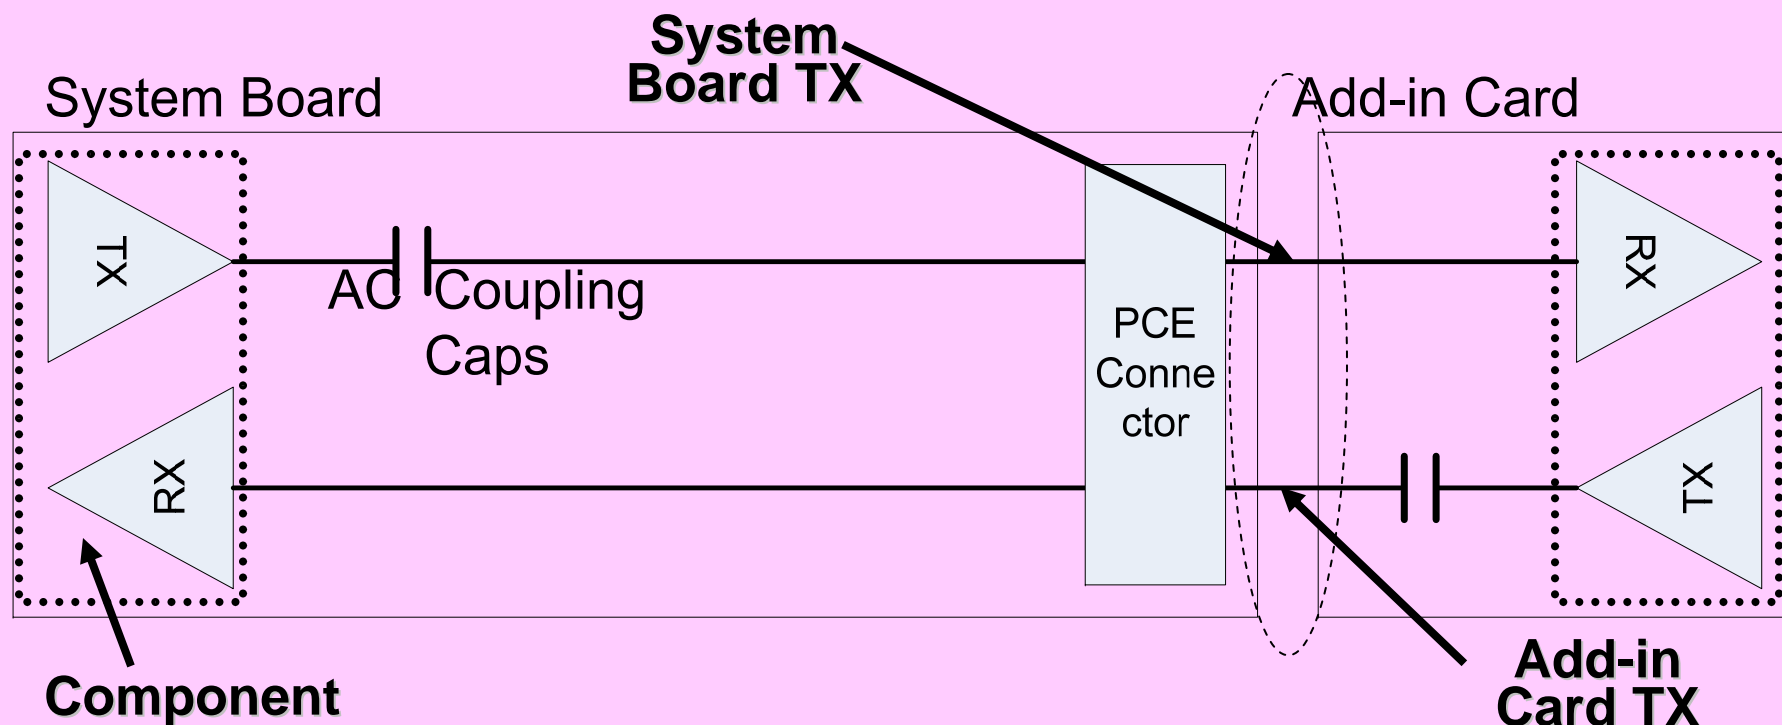 System
Board TX
System Board
Add-in Card
TX
RX
AC Coupling
Caps
PCE
Conne
ctor
RX
TX
Component
Add-in
Card TX